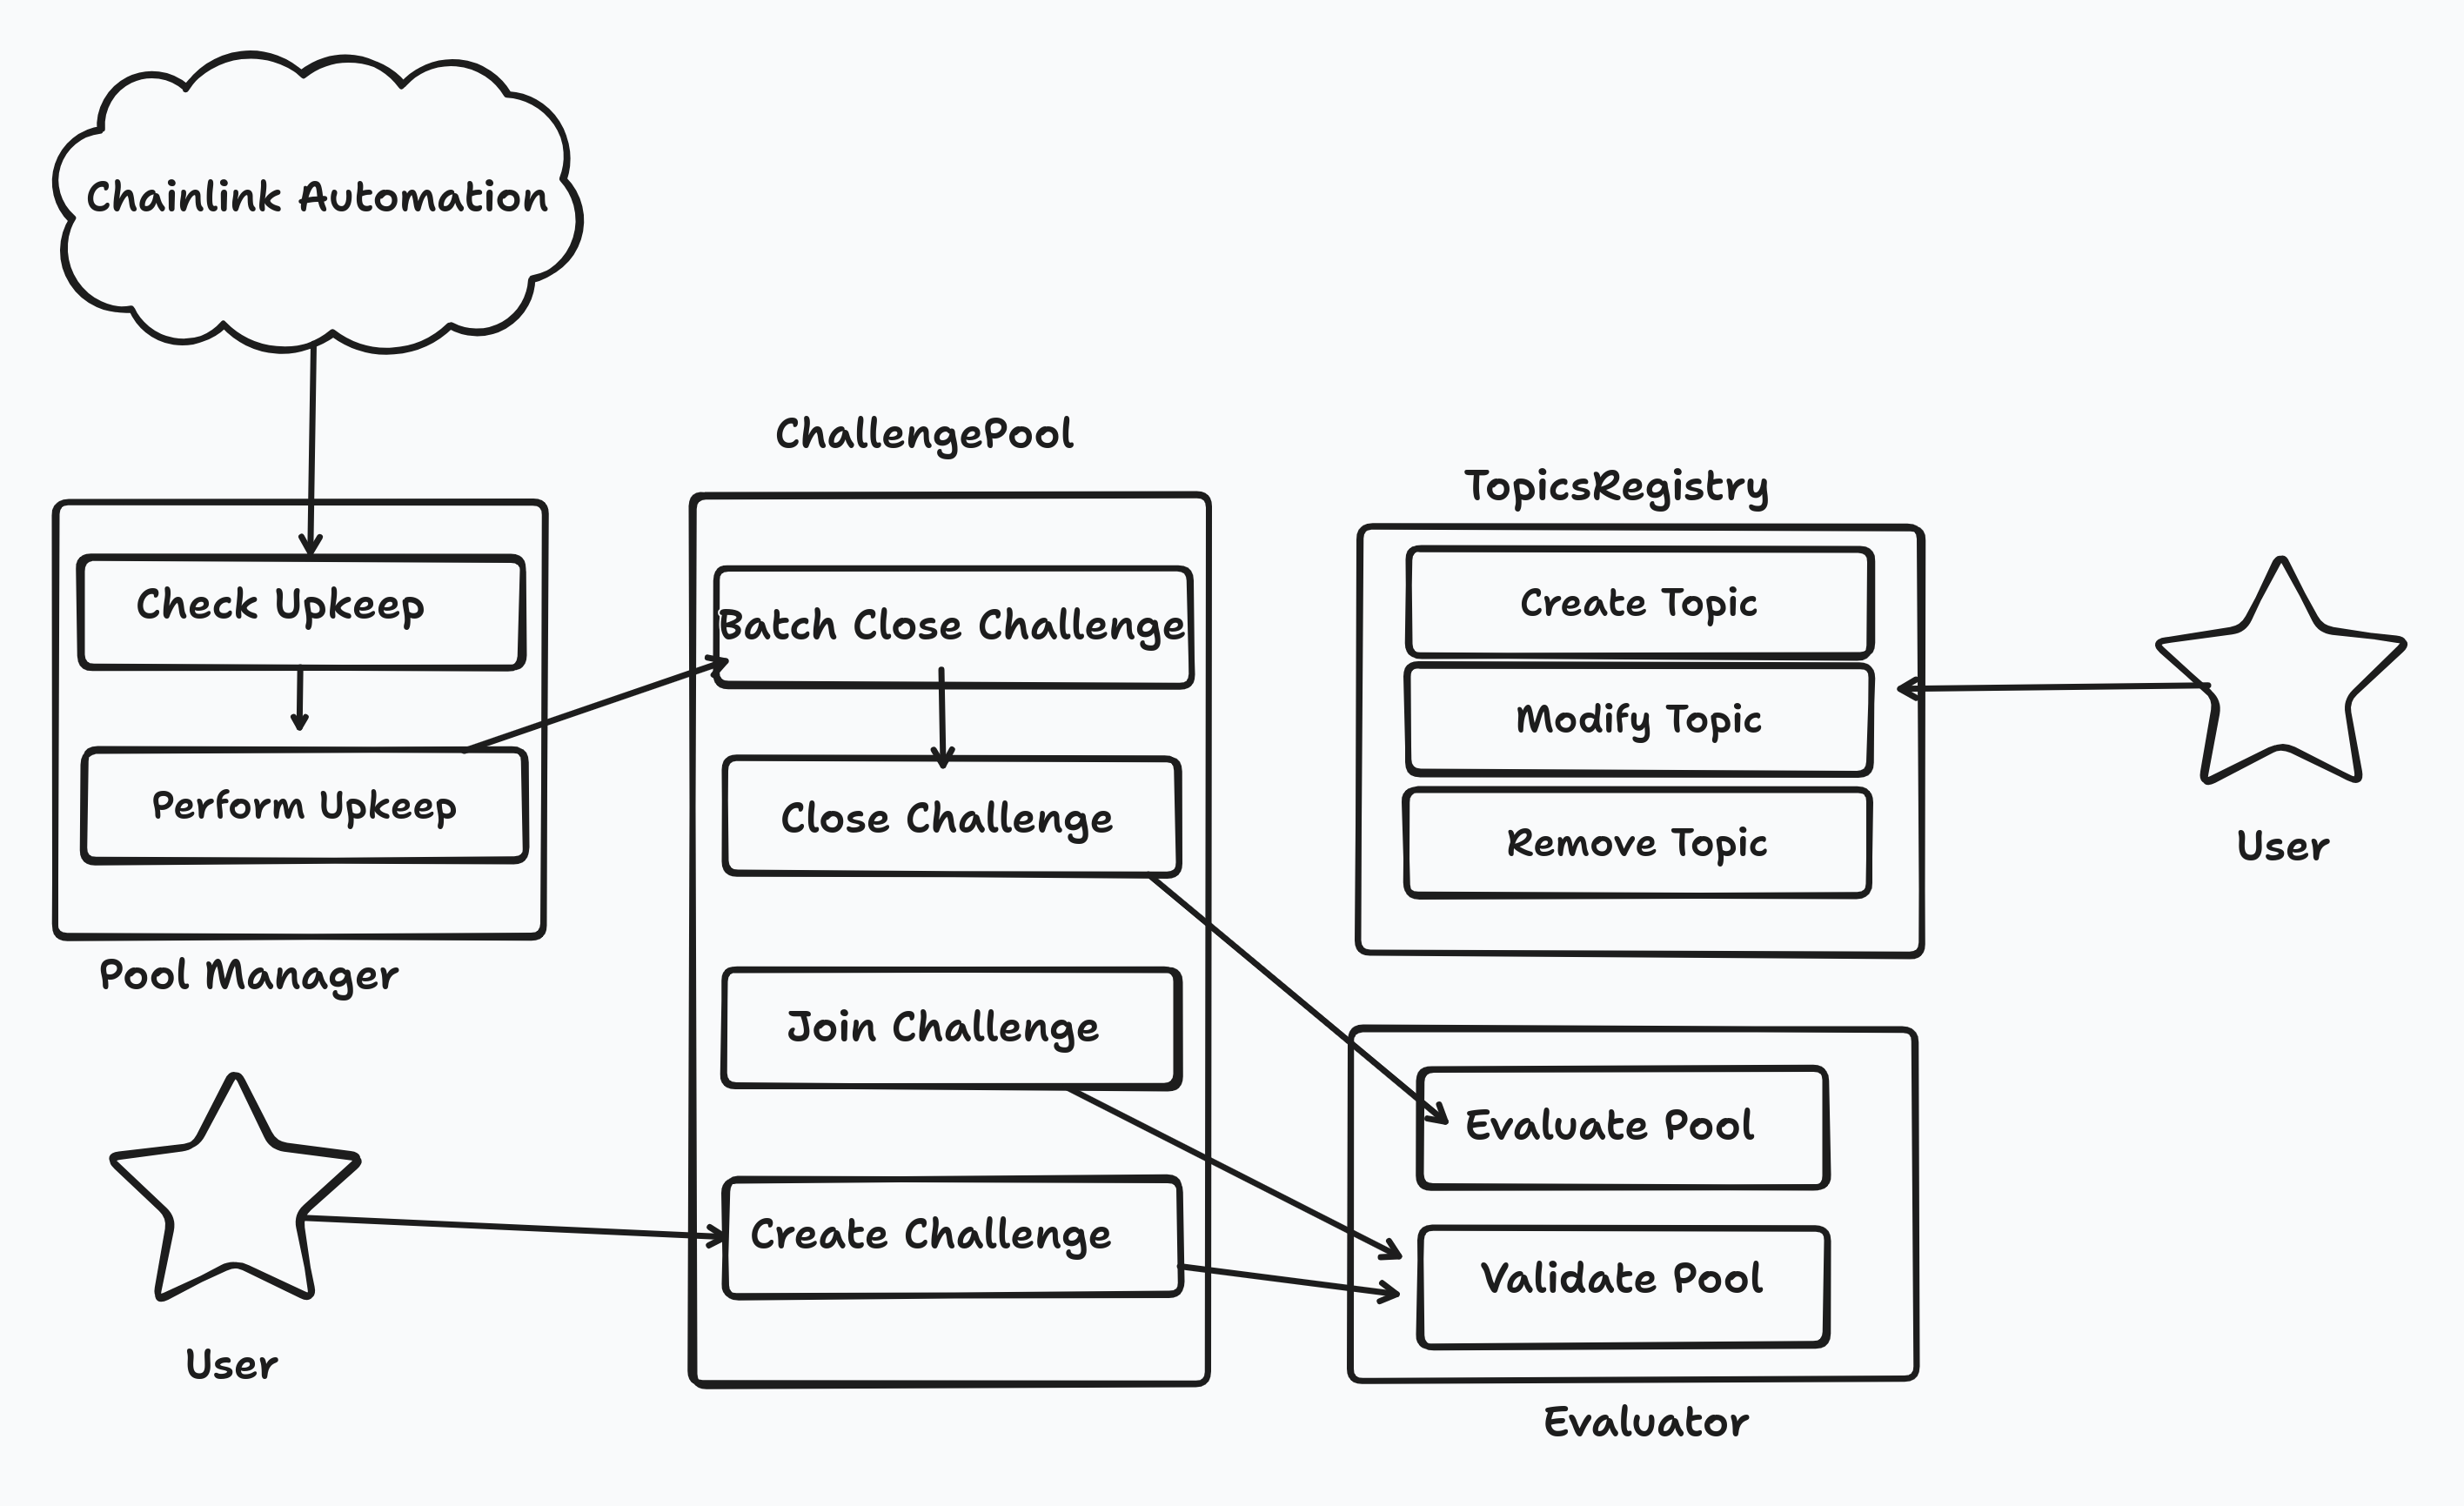 Chainlink Automation
Check Upkeep
Perform Upkeep
Pool Manager
User
ChallengePool
Batch Close Challenge
Close Challenge
Join Challenge
Create Challenge
TopicsRegistry
Create Topic
Modify Topic
Remove Topic
User
Evaluate Pool
Validate Pool
Evaluator